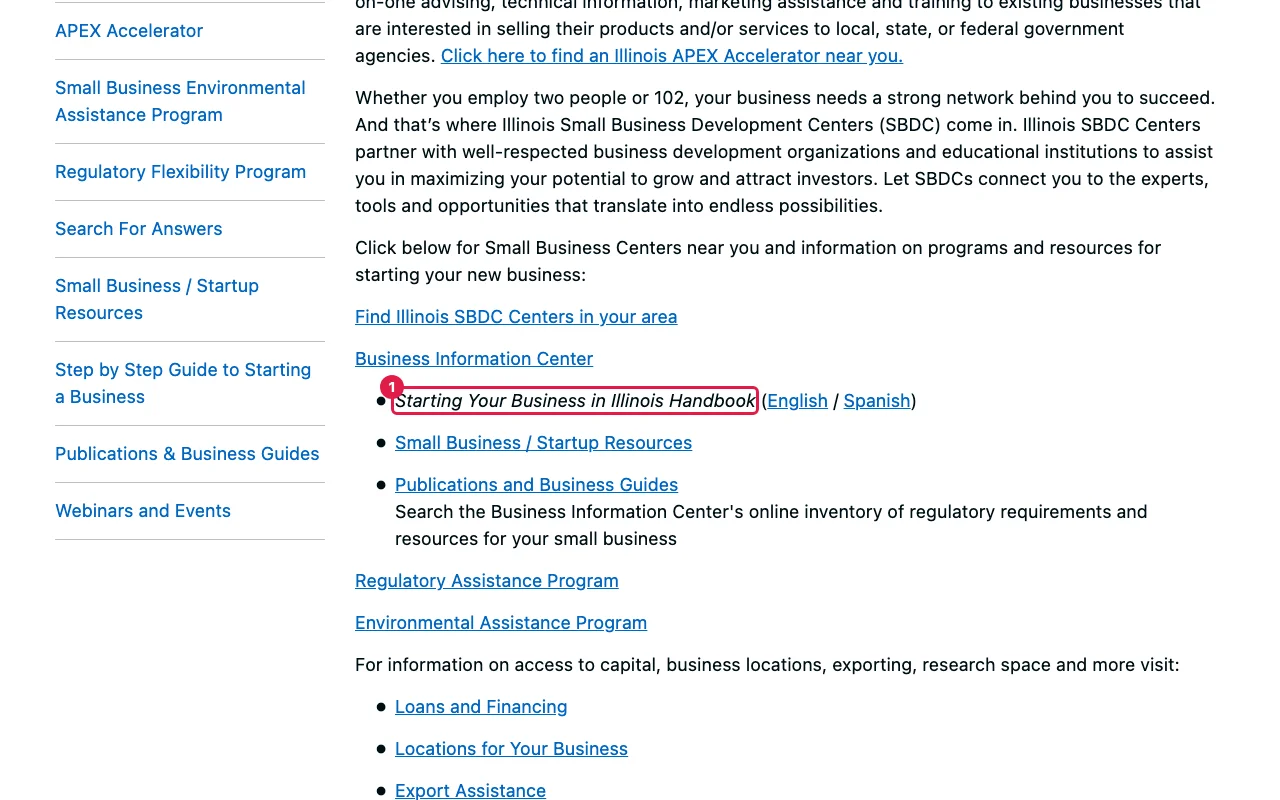 APEX Accelerator
Small Business Environmental
Assistance Program
Regulatory Flexibility Program
Search For Answers
Small Business / Startup
Resources
Step by Step Guide to Starting
a Business
Publications & Business Guides
Webinars and Events
on-one advising, technical information, marketing assistance and training to existing businesses that
are interested in selling their products and/or services to local, state, or federal government
agencies. Click here to find an Illinois APEX Accelerator near you.
Whether you employ two people or 102, your business needs a strong network behind you to succeed.
And that’s where Illinois Small Business Development Centers (SBDC) come in. Illinois SBDC Centers
partner with well-respected business development organizations and educational institutions to assist
you in maximizing your potential to grow and attract investors. Let SBDCs connect you to the experts,
tools and opportunities that translate into endless possibilities.
Click below for Small Business Centers near you and information on programs and resources for
starting your new business:
Find Illinois SBDC Centers in your area
Business Information Center
1
Starting Your Business in Illinois Handbook (English / Spanish)
Small Business / Startup Resources
Publications and Business Guides
Search the Business Information Center's online inventory of regulatory requirements and
resources for your small business
Regulatory Assistance Program
Environmental Assistance Program
For information on access to capital, business locations, exporting, research space and more visit:
Loans and Financing
Locations for Your Business
Export Assistance